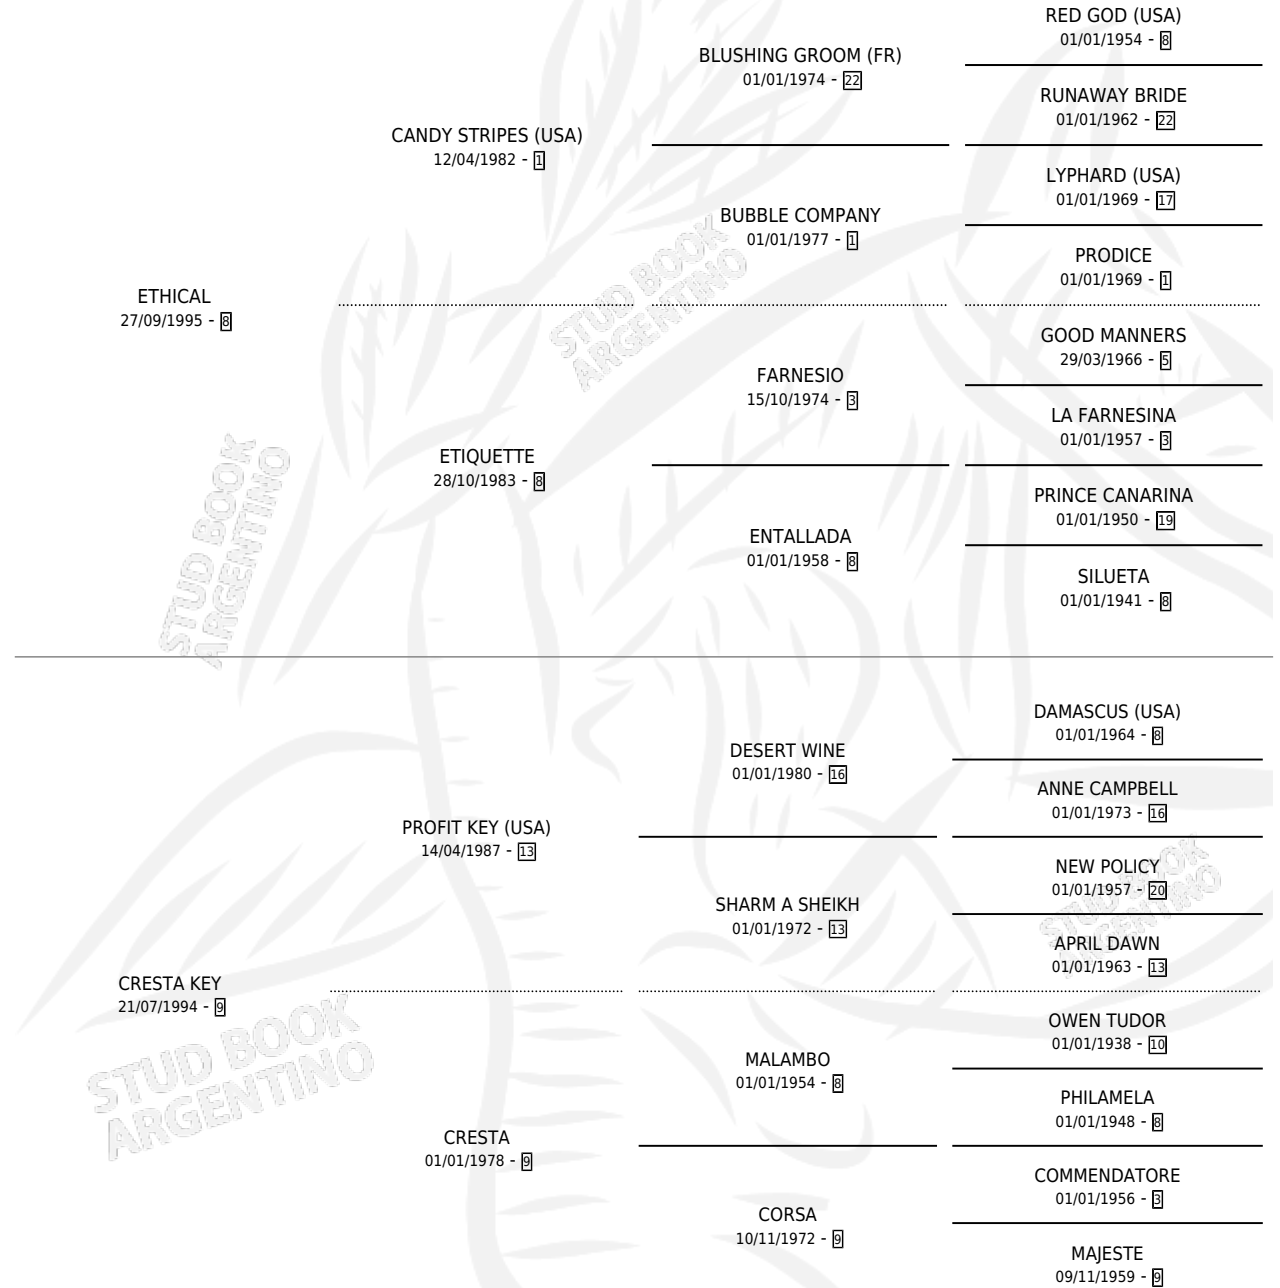 RED GOD (USA)
01/01/1954 - 8
BLUSHING GROOM (FR)
01/01/1974 - 22
RUNAWAY BRIDE
01/01/1962 - 22
CANDY STRIPES (USA)
12/04/1982 - 1
LYPHARD (USA)
01/01/1969 - 17
BUBBLE COMPANY
01/01/1977 - 1
PRODICE
01/01/1969 - 1
ETHICAL
27/09/1995 - 8
STUD BOOK
ARGENTINO
GOOD MANNERS
29/03/1966 - 5
FARNESIO
15/10/1974 - 3
LA FARNESINA
01/01/1957 - 3
ETIQUETTE
28/10/1983 - 8
PRINCE CANARINA
01/01/1950 - 19
ENTALLADA
01/01/1958 - 8
SILUETA
01/01/1941 - 8
STUD BOOK
ARGENTINO
DAMASCUS (USA)
01/01/1964 - 8
DESERT WINE
01/01/1980 - 16
ANNE CAMPBELL
01/01/1973 - 16
PROFIT KEY (USA)
14/04/1987 - 13
NEW POLICY
01/01/1957 - 20
SHARM A SHEIKH
01/01/1972 - 13
STUD BOOK
ARGENTINO
APRIL DAWN
01/01/1963 - 13
CRESTA KEY
21/07/1994 - 9
OWEN TUDOR
01/01/1938 - 10
MALAMBO
01/01/1954 - 8
PHILAMELA
01/01/1948 - 8
STUD BOOK
ARGENTINO
CRESTA
01/01/1978 - 9
COMMENDATORE
01/01/1956 - 3
CORSA
10/11/1972 - 9
MAJESTE
09/11/1959 - 9